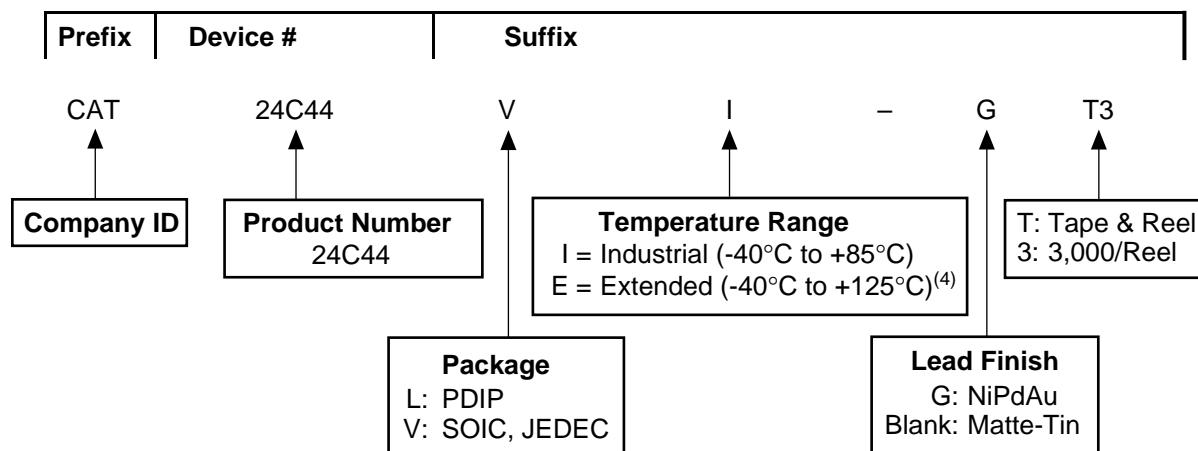 Prefix Device # Suffix
CAT 24C44 V I – G T3
Company ID
Product Number
24C44
Temperature Range
I = Industrial (-40°C to +85°C)
E = Extended (-40°C to +125°C)(4)
T: Tape & Reel
3: 3,000/Reel
Package
L: PDIP
V: SOIC, JEDEC
Lead Finish
G: NiPdAu
Blank: Matte-Tin